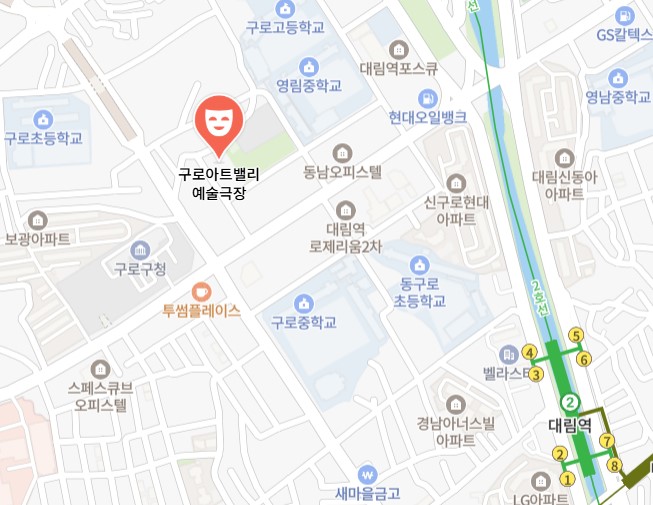 선
구로고등학교
GS칼텍스
대림역포스큐
영림중학교
영남중학교
현대오일뱅크
구로초등학교
구로아트밸리
예술극장
동남오피스텔
대림신동아
아파트
신구로현대
아파트
보광아파트
대림역
로제리움2차
구로구청
동구로
초등학교
2호선
투썸플레이스
구로중학교
5
4
6
3
벨라스티
스페스큐브
오피스텔
2
대림역
경남아너스빌
아파트
7
2
8
1
새마을금고
LG아파트